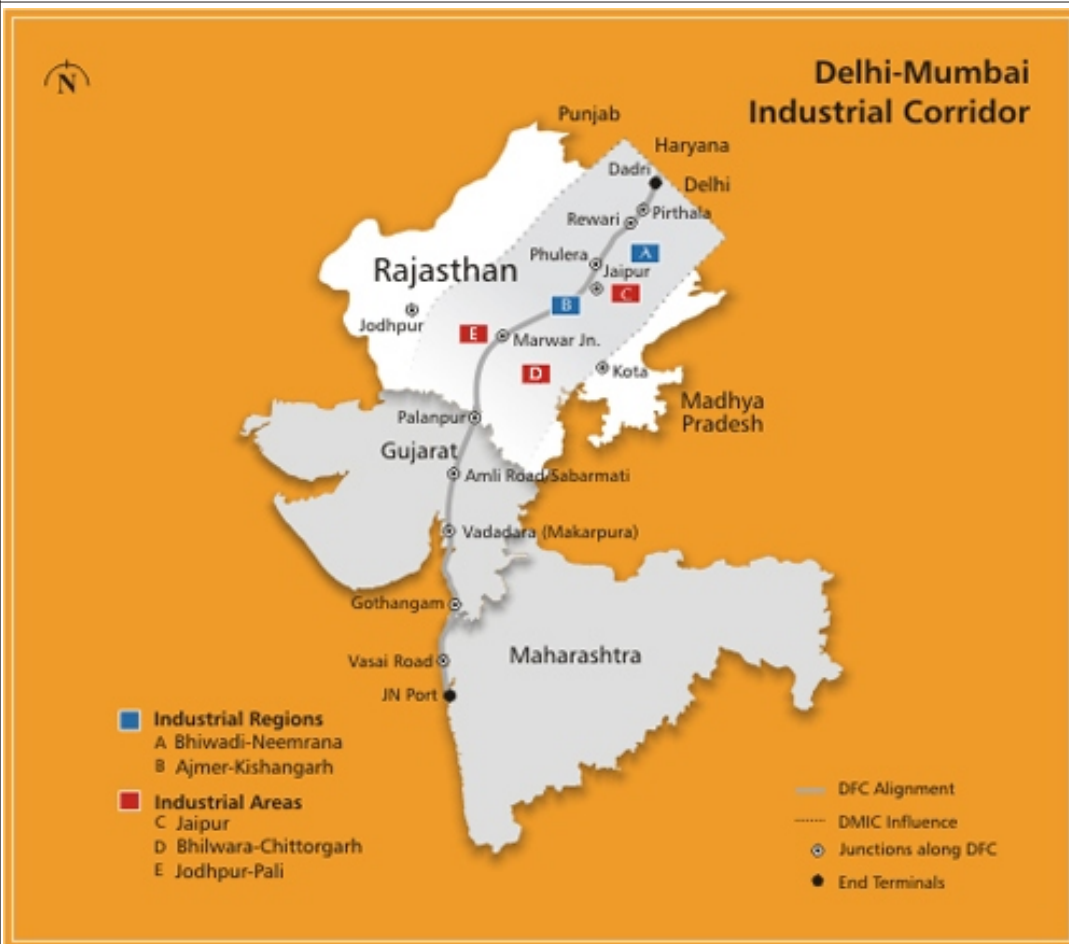 N
Delhi-Mumbai
Industrial Corridor
Punjab
Haryana
Dadri
Delhi
Pirthala
Rewari
Phulera
A
Jaipur
Rajasthan
C
B
Jodhpur
E
Marwar Jn.
D
Kota
Madhya
Pradesh
Palanpur
Gujarat
Amli Road/Sabarmati
Vadadara (Makarpura)
Gothangam
Maharashtra
Vasai Road
JN Port
Industrial Regions
A Bhiwadi-Neemrana
B Ajmer-Kishangarh
Industrial Areas
C Jaipur
D Bhilwara-Chittorgarh
E Jodhpur-Pali
DFC Alignment
DMIC Influence
Junctions along DFC
End Terminals